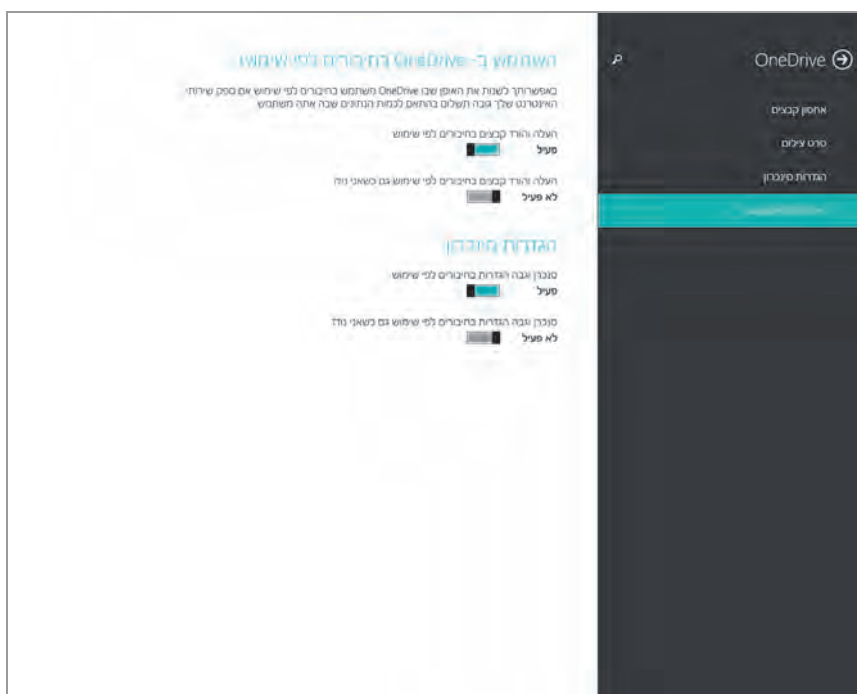 OneDrive
אחסון קבצים
סרט צילום
הגדרות סינכרון
השתמש ב- OneDrive בחיבורים לפי שימוש
באפשרותך לשנות את האופן שבו OneDrive משתמש בחיבורים לפי שימוש אם ספק שירותי
האינטרנט שלך גובה תשלום בהתאם לכמות הנתונים שבה אתה משתמש
העלה והורד קבצים בחיבורים לפי שימוש
פעיל
העלה והורד קבצים בחיבורים לפי שימוש גם כשאני נודד
לא פעיל
הגדרות סינכרון
סנכרן וגבה הגדרות בחיבורים לפי שימוש
פעיל
סנכרן וגבה הגדרות בחיבורים לפי שימוש גם כשאני נודד
לא פעיל